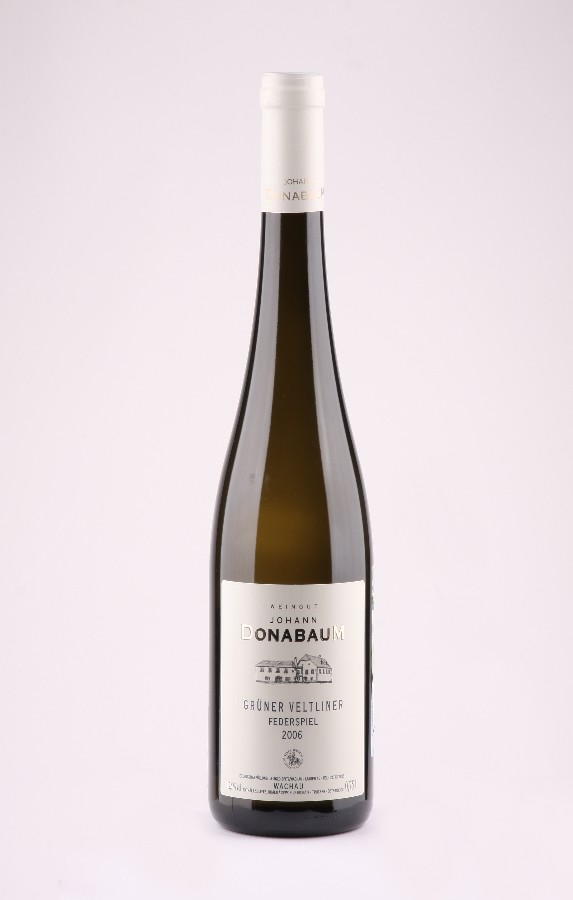 JOHANN
DONABAUM
WEINGUT
JOHANN
DONABAUM
GRÜNER VELTLINER
FEDERSPIEL
2006
WACHAU